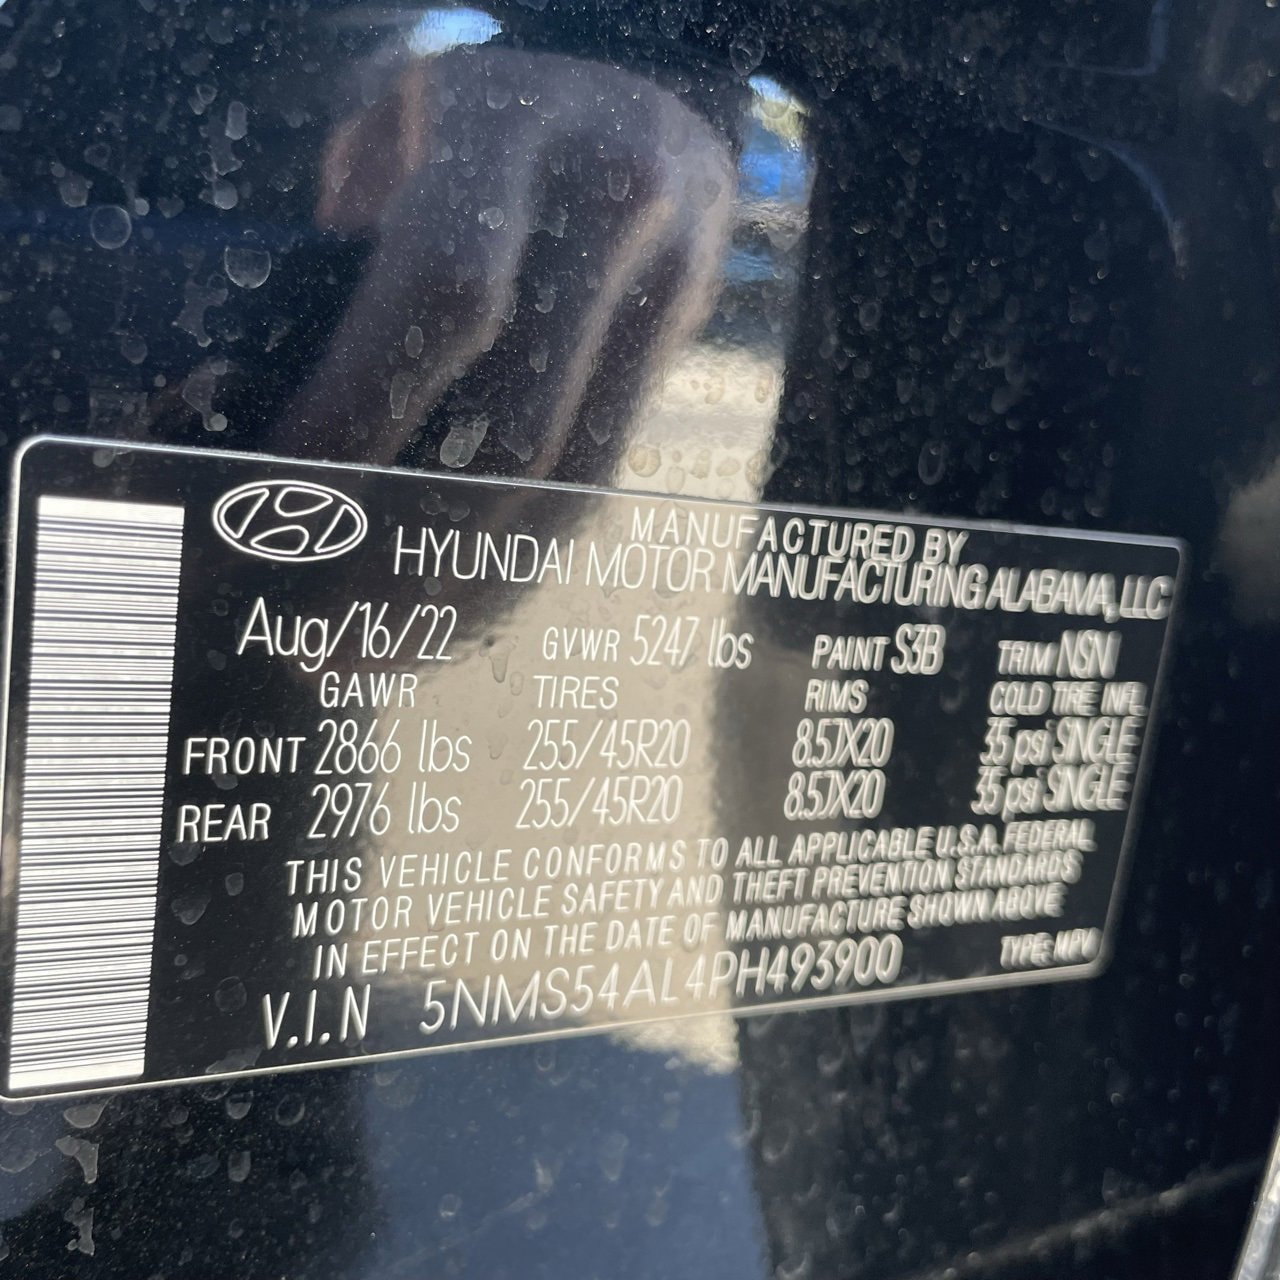 MANUFACTURED BY
HYUNDAI MOTOR MANUFACTURING ALABAMA, LLC
Aug/16/22 GVWR 5247 lbs PAINT S3B TRIM NSN
GAWR TIRES RIMS COLD TIRE INFL
FRONT 2866 lbs 255/45R20 8.5JX20 35 psi SINGLE
REAR 2976 lbs 255/45R20 8.5JX20 35 psi SINGLE
THIS VEHICLE CONFORMS TO ALL APPLICABLE U.S.A. FEDERAL
MOTOR VEHICLE SAFETY AND THEFT PREVENTION STANDARDS
IN EFFECT ON THE DATE OF MANUFACTURE SHOWN ABOVE
V.I.N 5NMS54AL4PH493900 TYPE: MPV